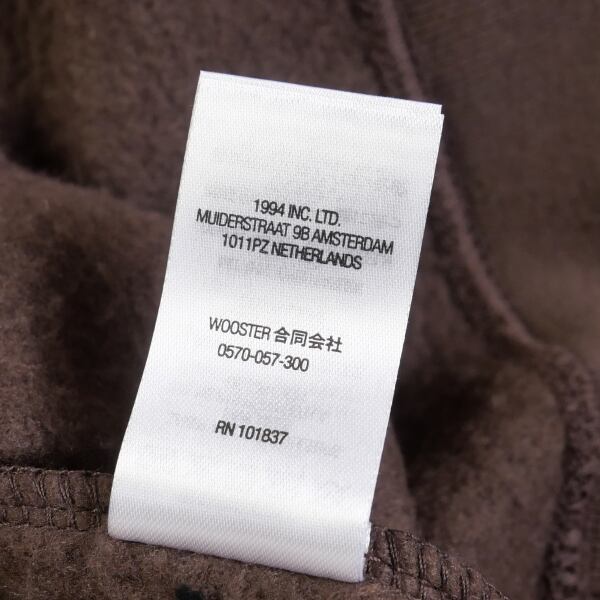 1994 INC. LTD.
MUIDERSTRAAT 9B AMSTERDAM
1011PZ NETHERLANDS
WOOSTER 合同会社
0570-057-300
RN 101837